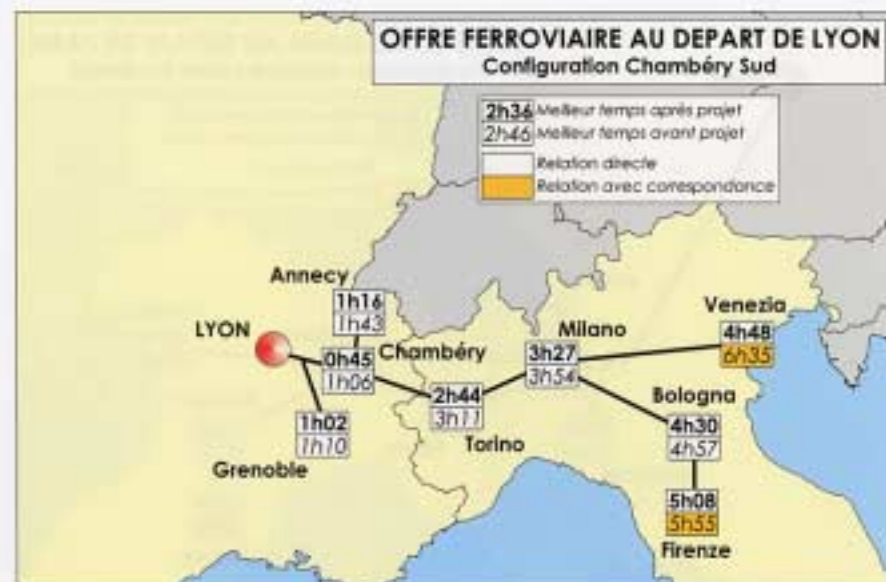 OFFRE FERROVIAIRE AU DEPART DE LYON
Configuration Chambéry Sud
2h36 Meilleur temps après projet
2h46 Meilleur temps avant projet
Relation directe
Relation avec correspondance
Annecy
1h16
1h43
LYON
0h45 Chambéry
1h06
1h02
1h10
Grenoble
2h44
3h11
Torino
Milano
3h27
3h54
Venezia
4h48
6h35
Bologna
4h30
4h57
5h08
5h55
Firenze